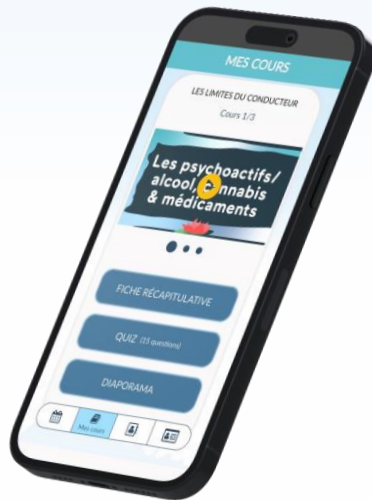 MES COURS
LES LIMITES DU CONDUCTEUR
Cours 1/3
Les psychoactifs/
alcool, cannabis
& médicaments
FICHE RÉCAPITULATIVE
QUIZ (15 questions)
DIAPORAMA
Mes cours